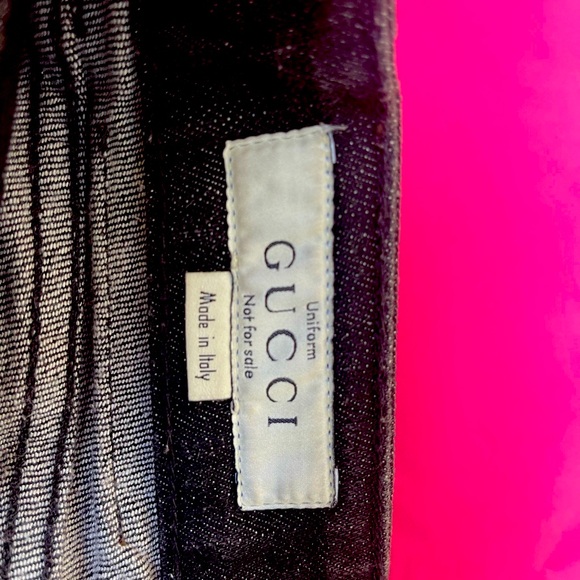 Uniform
GUCCI
Not for sale
Made in Italy